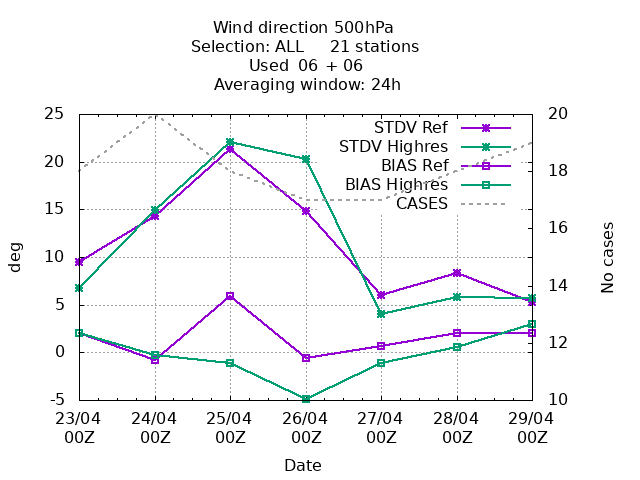 Wind direction 500hPa
Selection: ALL     21 stations
Used  06 + 06
Averaging window: 24h
25
20
15
10
5
0
-5
deg
20
18
16
14
12
10
No cases
STDV Ref
STDV Highres
BIAS Ref
BIAS Highres
CASES
23/04 24/04 25/04 26/04 27/04 28/04 29/04
00Z 00Z 00Z 00Z 00Z 00Z 00Z
Date